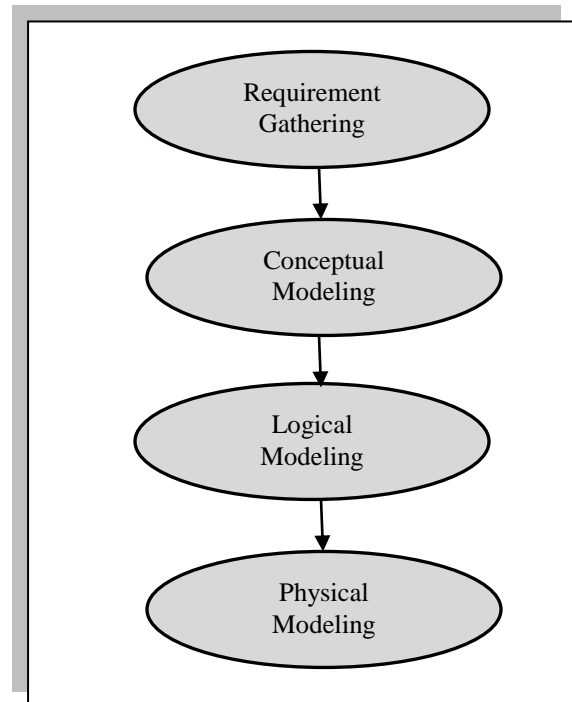 Requirement
Gathering
Conceptual
Modeling
Logical
Modeling
Physical
Modeling